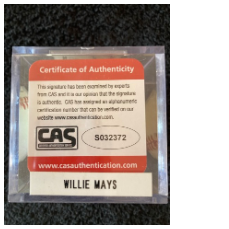 Certificate of Authenticity
This signature has been examined by experts
from CAS and it is our opinion that the signature
is authentic. CAS has assigned an alphanumeric
certification number that can be verified on our
website www.casauthentication.com.
CAS
S032372
www.casauthentication.com
WILLIE MAYS